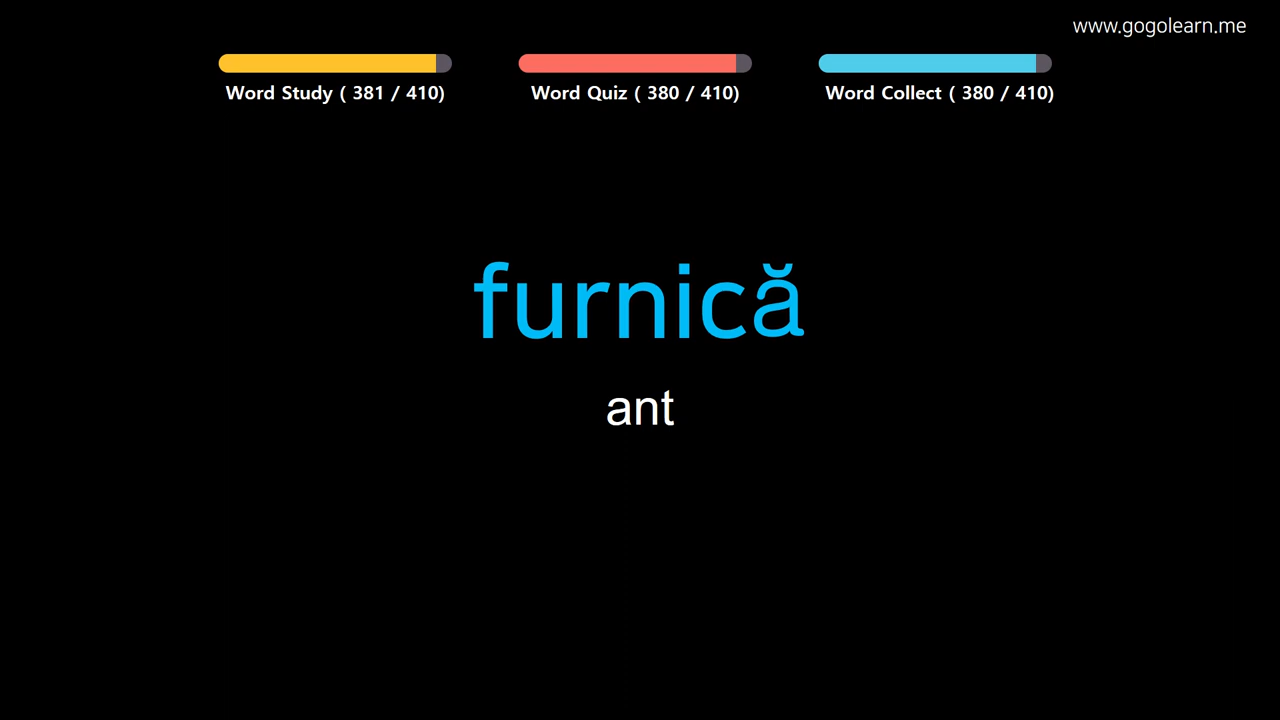 www.gogolearn.me
Word Study ( 381 / 410)
Word Quiz ( 380 / 410)
Word Collect ( 380 / 410)
furnică
ant